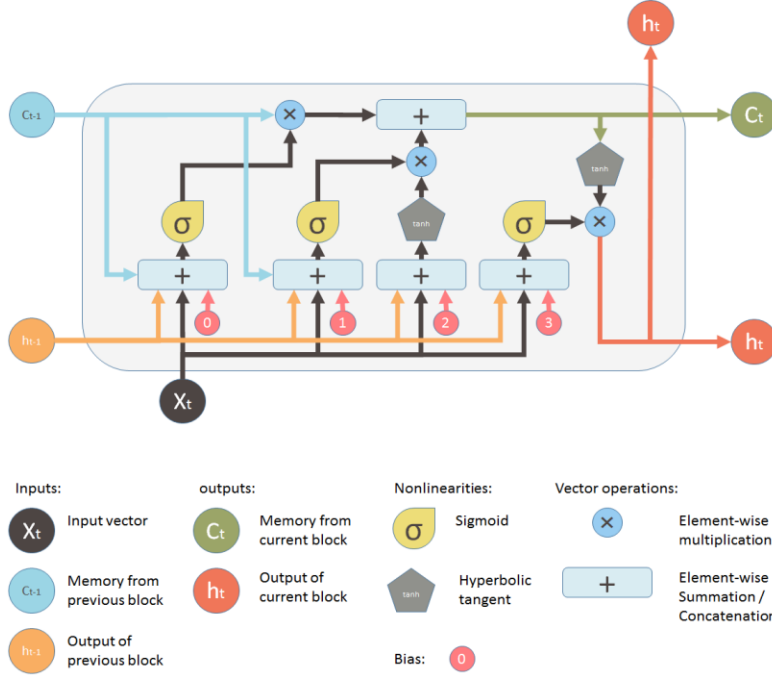 ht
Ct-1
×
+
Ct
×
tanh
σ
σ
tanh
σ
×
+
+
+
+
0
1
2
3
ht-1
ht
Xt
Inputs:
outputs:
Nonlinearities:
Vector operations:
Xt
Input vector
Ct
Memory from
current block
σ
Sigmoid
×
Element-wise
multiplication
Ct-1
Memory from
previous block
ht
Output of
current block
tanh
Hyperbolic
tangent
+
Element-wise
Summation /
Concatenation
ht-1
Output of
previous block
Bias:
0